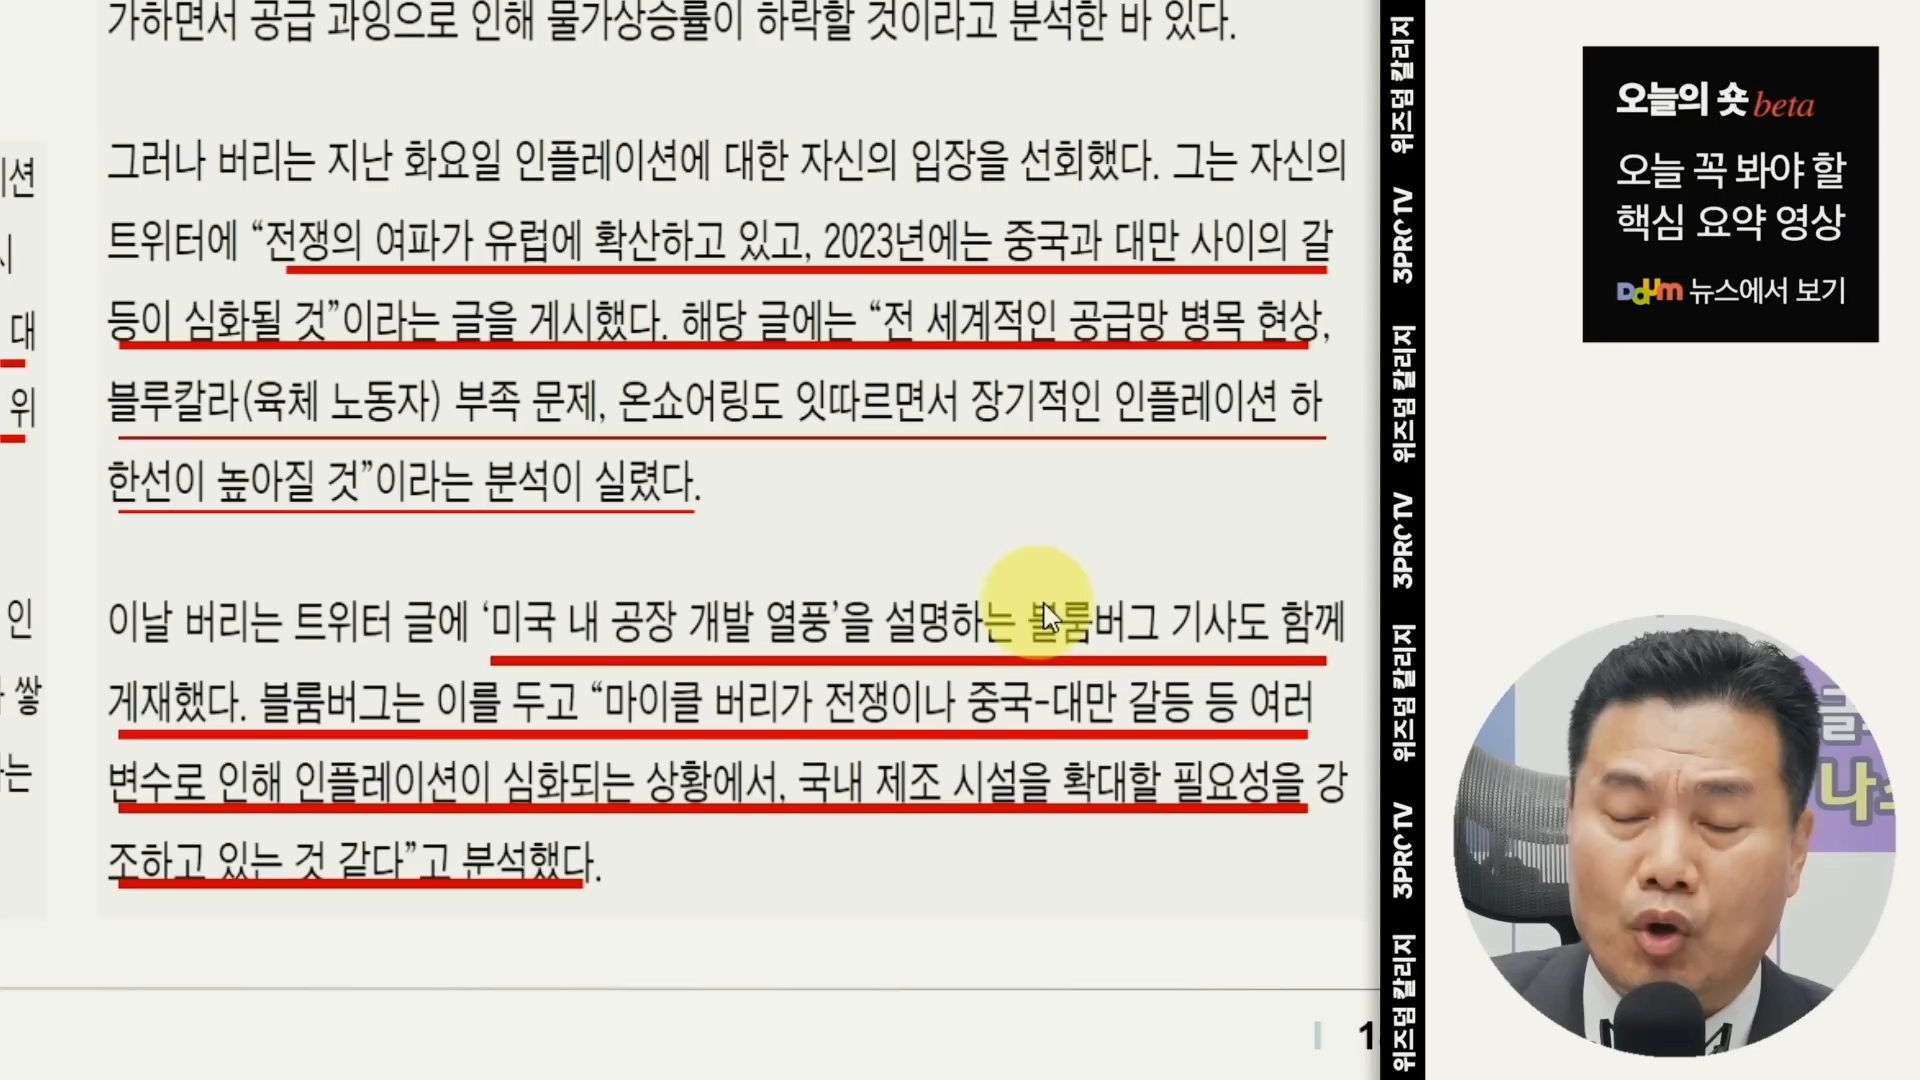 가하면서 공급 과잉으로 인해 물가상승률이 하락할 것이라고 분석한 바 있다.
그러나 버리는 지난 화요일 인플레이션에 대한 자신의 입장을 선회했다. 그는 자신의
트위터에 “전쟁의 여파가 유럽에 확산하고 있고, 2023년에는 중국과 대만 사이의 갈
등이 심화될 것”이라는 글을 게시했다. 해당 글에는 “전 세계적인 공급망 병목 현상,
블루칼라(육체 노동자) 부족 문제, 온쇼어링도 잇따르면서 장기적인 인플레이션 하
한선이 높아질 것”이라는 분석이 실렸다.
이날 버리는 트위터 글에 ‘미국 내 공장 개발 열풍’을 설명하는 블룸버그 기사도 함께
게재했다. 블룸버그는 이를 두고 “마이클 버리가 전쟁이나 중국-대만 갈등 등 여러
변수로 인해 인플레이션이 심화되는 상황에서, 국내 제조 시설을 확대할 필요성을 강
조하고 있는 것 같다”고 분석했다.
이션
시
대
위
인
쌓
는
위즈덤 칼리지
3PROTV
위즈덤 칼리지
3PROTV
위즈덤 칼리지
3PROTV
위즈덤 칼리지
오늘의 숏 beta
오늘 꼭 봐야 할
핵심 요약 영상
Daum 뉴스에서 보기
글
나